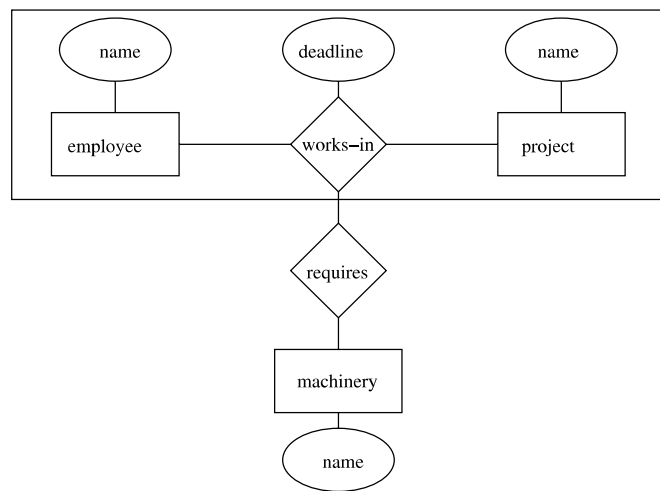 name
deadline
name
employee
works-in
project
requires
machinery
name